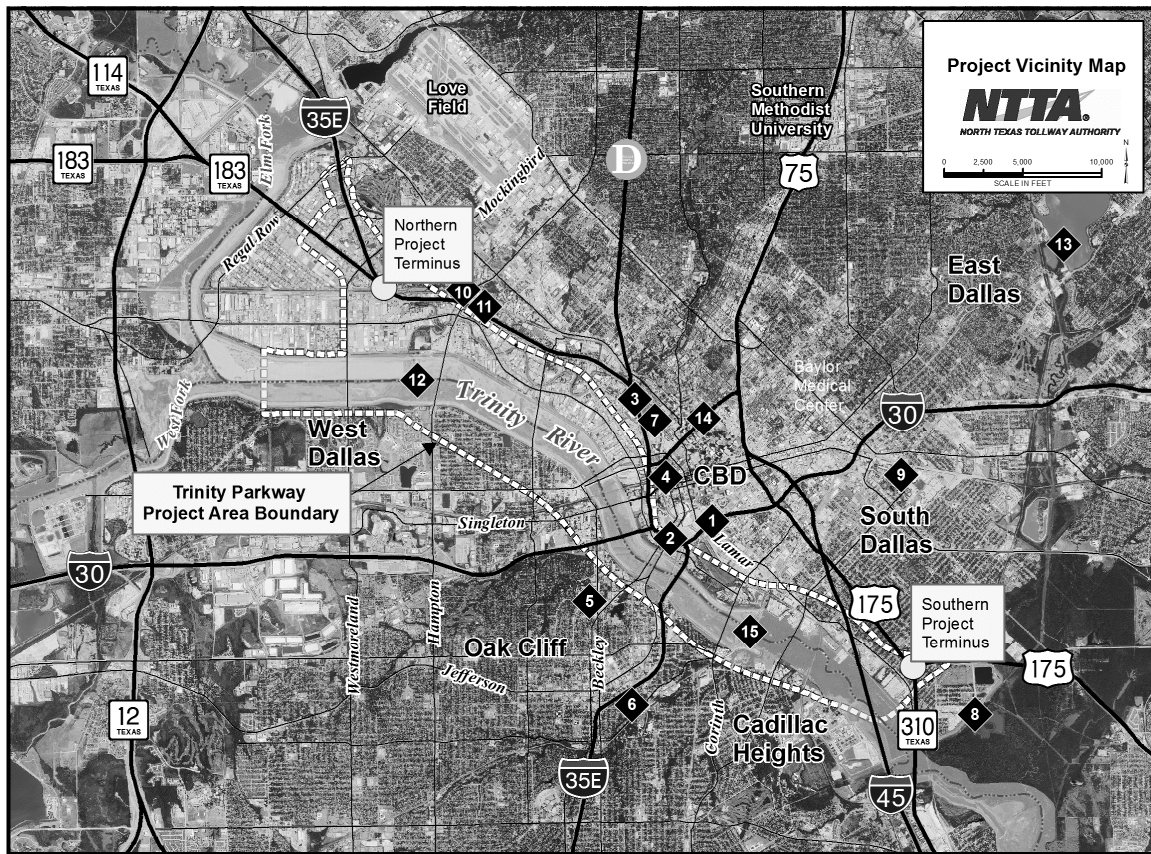 Project Vicinity Map
NTTA®
NORTH TEXAS TOLLWAY AUTHORITY
N
0 2,500 5,000 10,000
SCALE IN FEET
114
TEXAS
183
TEXAS
183
TEXAS
35E
Love
Field
Southern
Methodist
University
D
75
Elm Fork
Mockingbird
Regal Row
Northern
Project
Terminus
13
East
Dallas
10
11
12
Trinity River
3
7
14
Baylor
Medical
Center
30
West Fork
West
Dallas
4
CBD
9
Trinity Parkway
Project Area Boundary
Singleton
1
2
Lamar
South
Dallas
30
5
175
Southern
Project
Terminus
Westmoreland
Hampton
Oak Cliff
Beckley
15
175
Jefferson
12
TEXAS
6
Corinth
Cadillac
Heights
310
TEXAS
8
35E
45